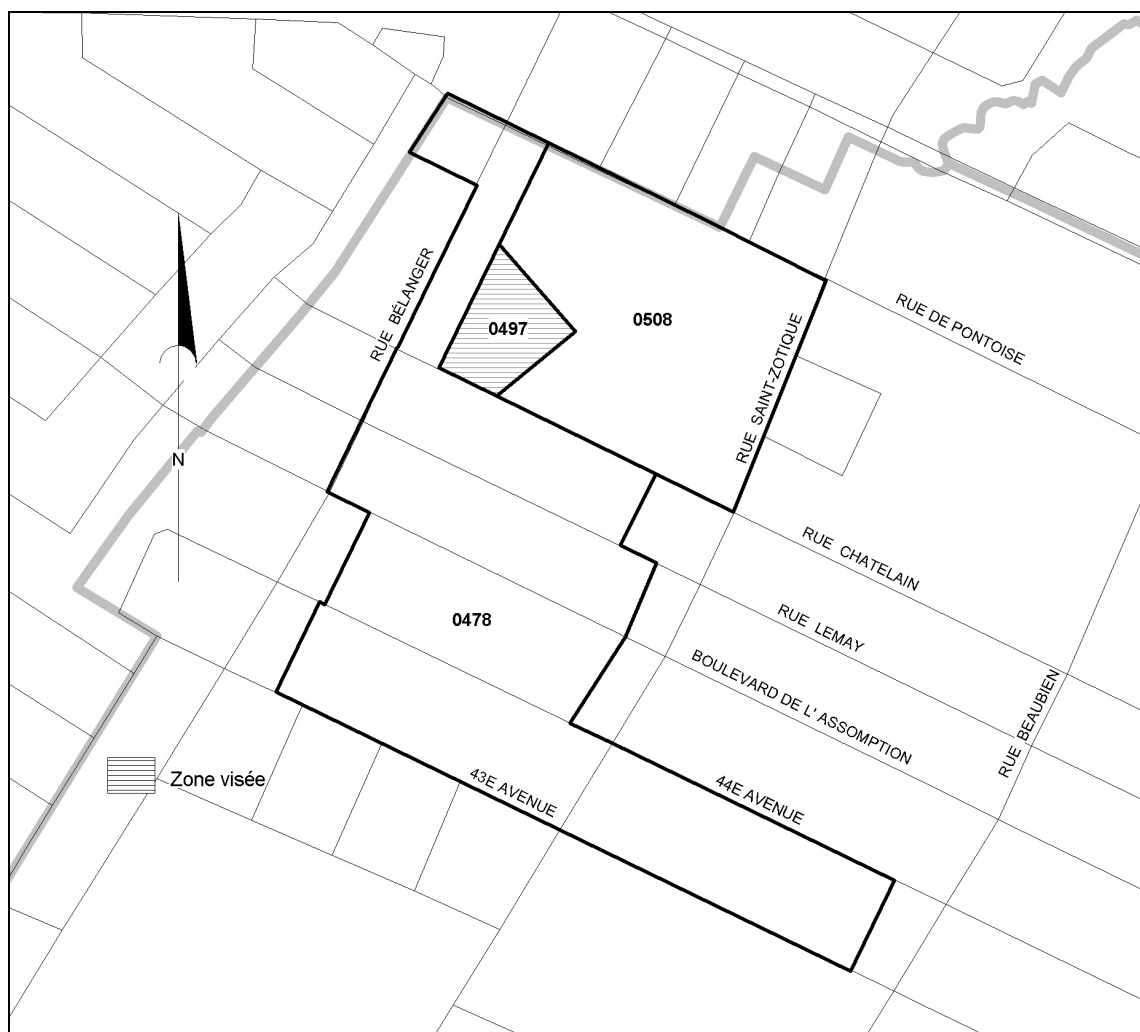 RUE BÉLANGER
0497
0508
RUE SAINT-ZOTIQUE
RUE DE PONTOISE
N
RUE CHATELAIN
RUE LEMAY
0478
BOULEVARD DE L' ASSOMPTION
RUE BEAUBIEN
Zone visée
43E AVENUE
44E AVENUE